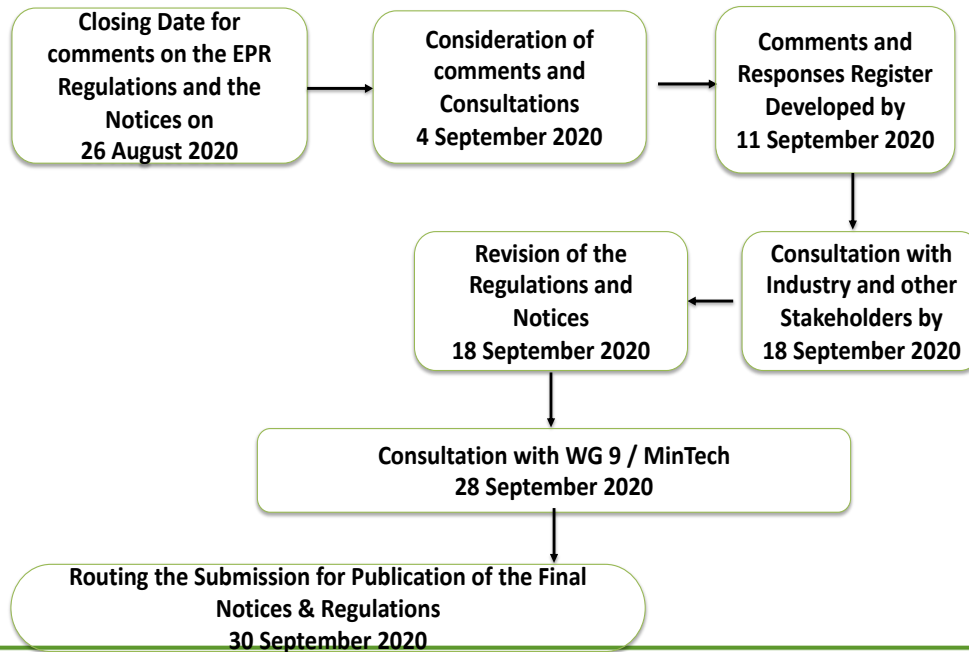 Closing Date for
comments on the EPR
Regulations and the
Notices on
26 August 2020
Consideration of
comments and
Consultations
4 September 2020
Comments and
Responses Register
Developed by
11 September 2020
Consultation with
Industry and other
Stakeholders by
18 September 2020
Revision of the
Regulations and
Notices
18 September 2020
Consultation with WG 9 / MinTech
28 September 2020
Routing the Submission for Publication of the Final
Notices & Regulations
30 September 2020